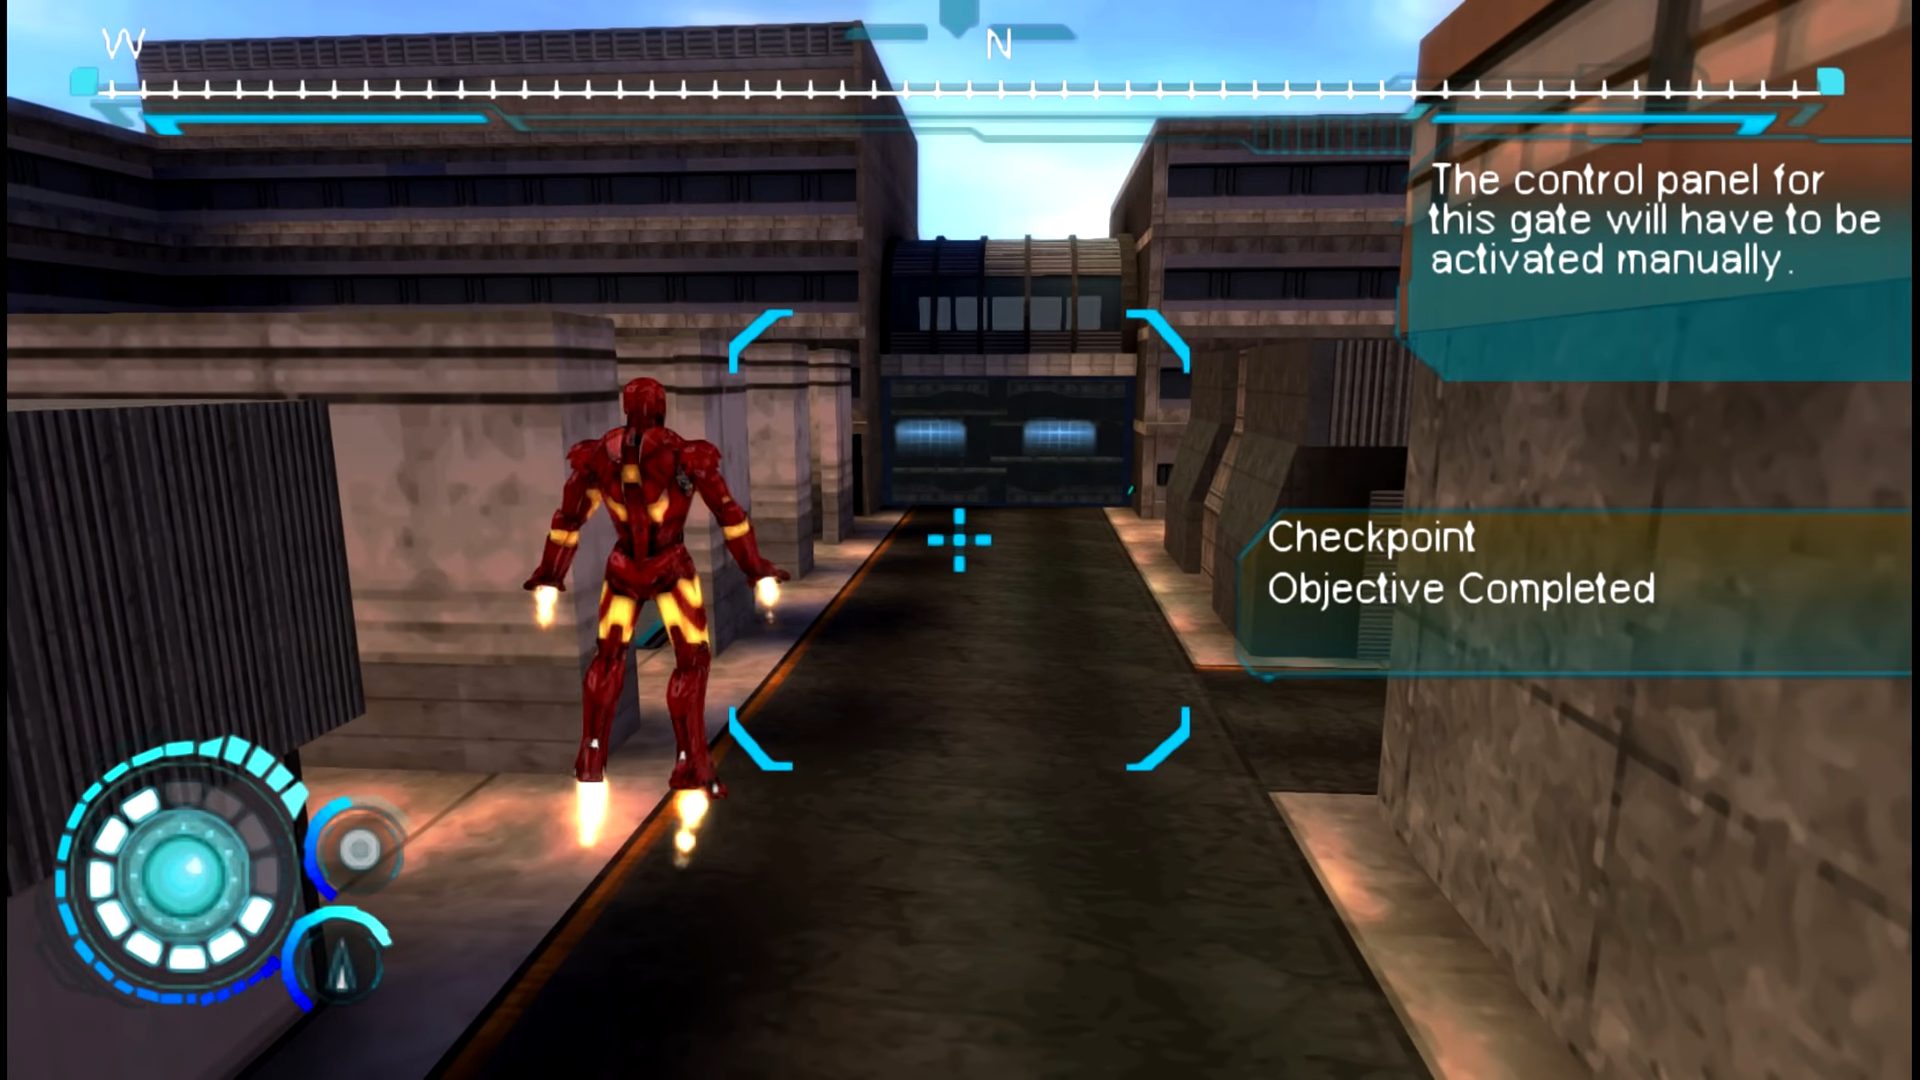 W
N
The control panel for
this gate will have to be
activated manually.
Checkpoint
Objective Completed